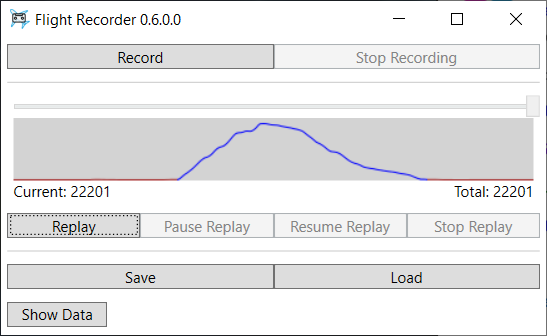 Flight Recorder 0.6.0.0
Record Stop Recording
Current: 22201 Total: 22201
Replay Pause Replay Resume Replay Stop Replay
Save Load
Show Data